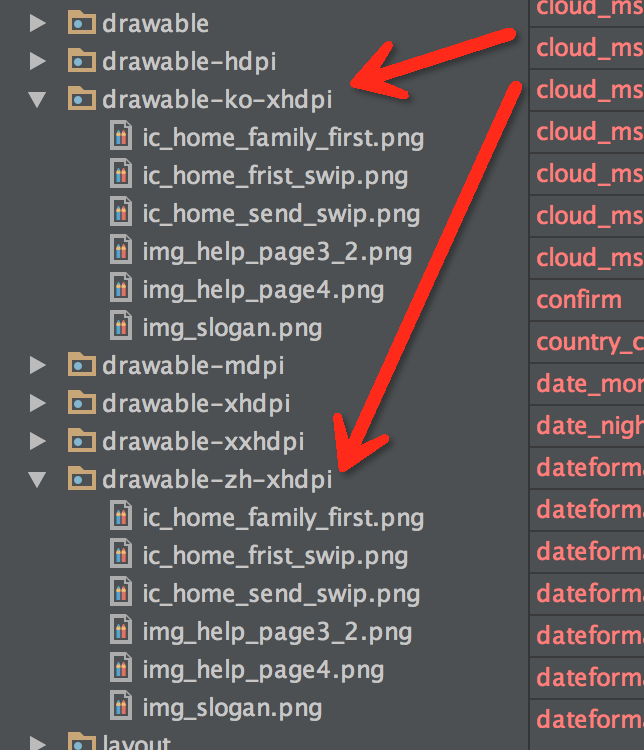 drawable
drawable-hdpi
drawable-ko-xhdpi
ic_home_family_first.png
ic_home_frist_swip.png
ic_home_send_swip.png
img_help_page3_2.png
img_help_page4.png
img_slogan.png
drawable-mdpi
drawable-xhdpi
drawable-xxhdpi
drawable-zh-xhdpi
ic_home_family_first.png
ic_home_frist_swip.png
ic_home_send_swip.png
img_help_page3_2.png
img_help_page4.png
img_slogan.png
layout
cloud_ms
cloud_ms
cloud_ms
cloud_ms
cloud_ms
cloud_ms
cloud_ms
confirm
country_c
date_mor
date_nigh
dateforma
dateforma
dateforma
dateforma
dateforma
dateforma
dateforma